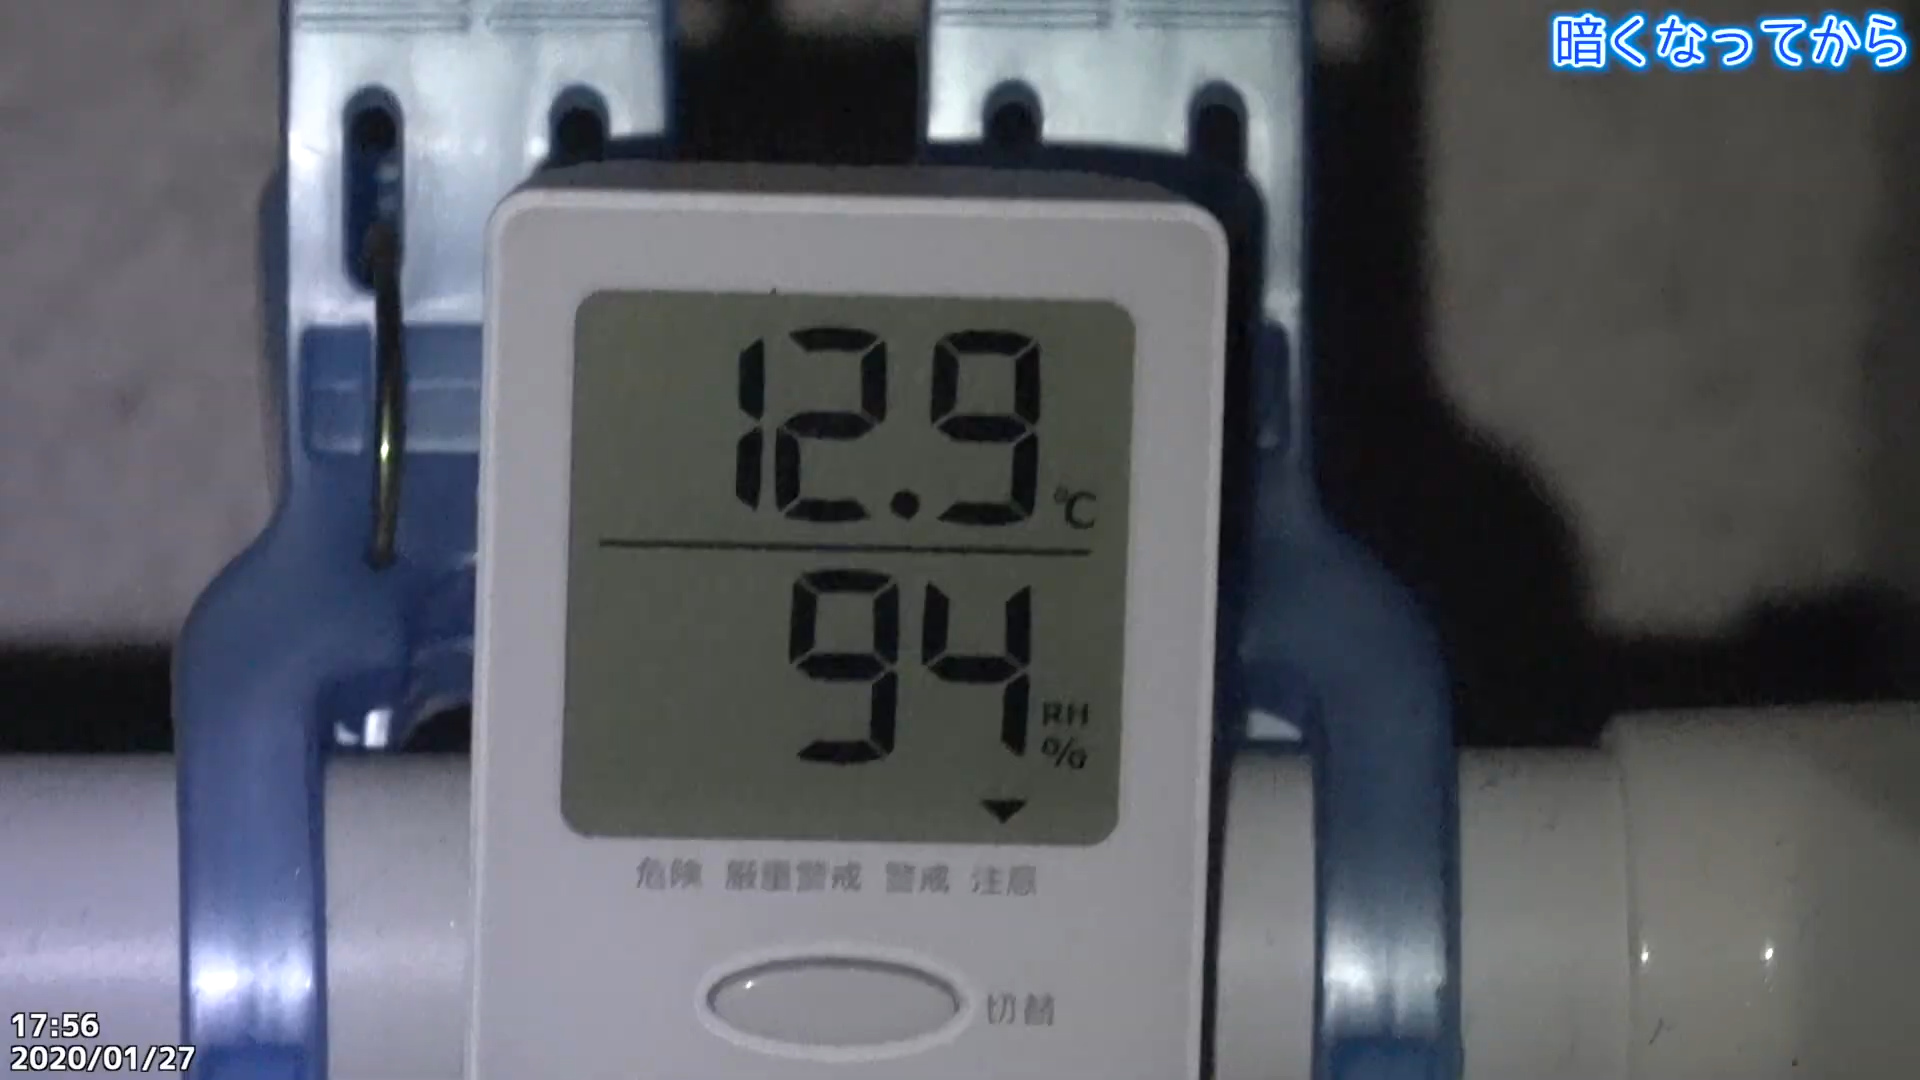 暗くなってから
12.9 ℃
94 RH %
危険 厳重警戒 警戒 注意
切替
17:56
2020/01/27